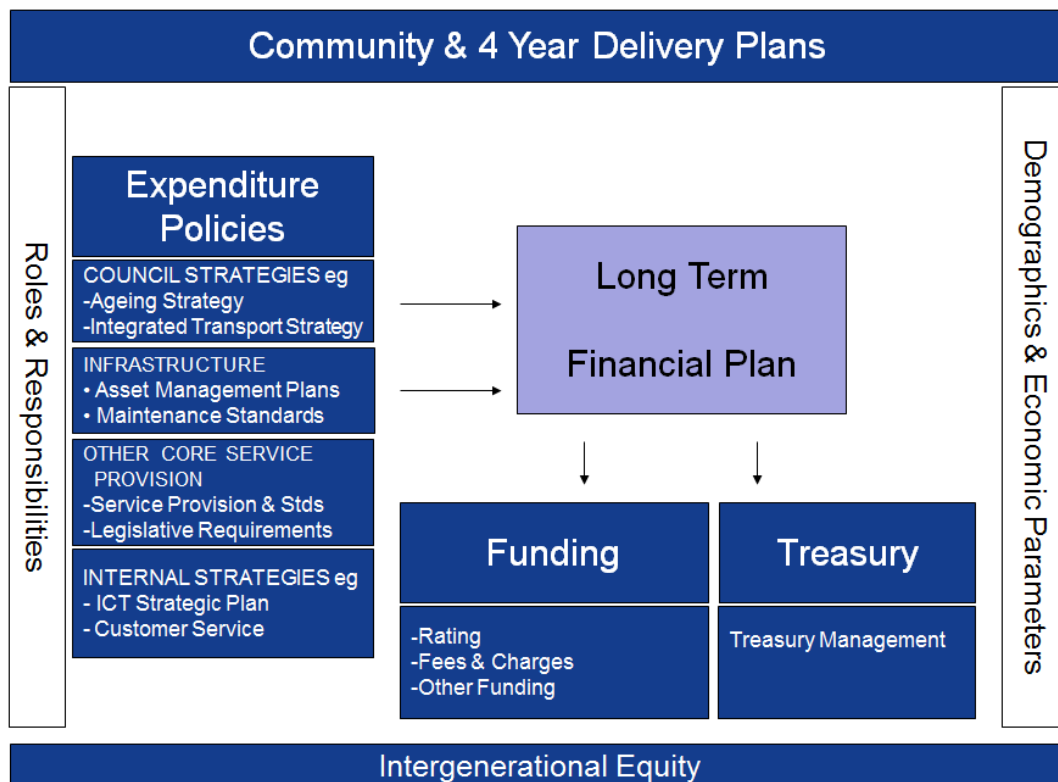 Community & 4 Year Delivery Plans
Roles & Responsibilities
Expenditure
Policies
COUNCIL STRATEGIES eg
-Ageing Strategy
-Integrated Transport Strategy
INFRASTRUCTURE
• Asset Management Plans
• Maintenance Standards
OTHER CORE SERVICE
PROVISION
-Service Provision & Stds
-Legislative Requirements
INTERNAL STRATEGIES eg
- ICT Strategic Plan
- Customer Service
Long Term
Financial Plan
Funding
-Rating
-Fees & Charges
-Other Funding
Treasury
Treasury Management
Demographics & Economic Parameters
Intergenerational Equity